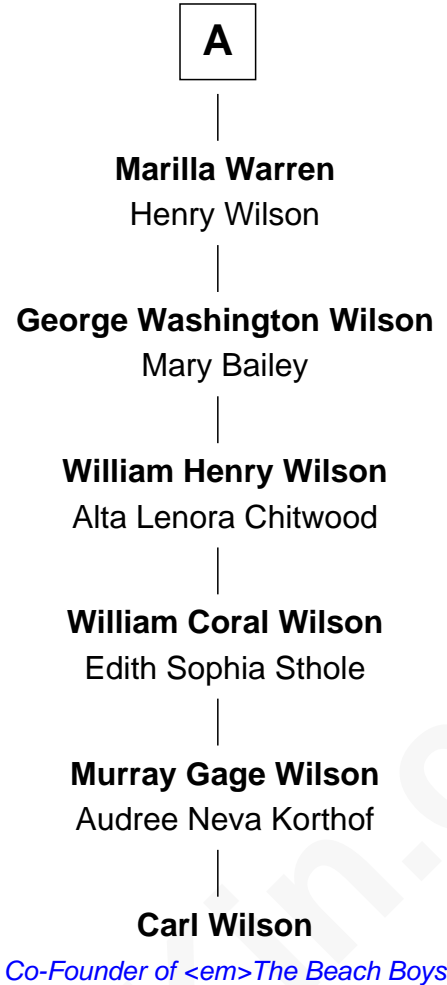 A
Marilla Warren
Henry Wilson
George Washington Wilson
Mary Bailey
William Henry Wilson
Alta Lenora Chitwood
William Coral Wilson
Edith Sophia Sthole
Murray Gage Wilson
Audree Neva Korthof
Carl Wilson
Co-Founder of <em>The Beach Boys